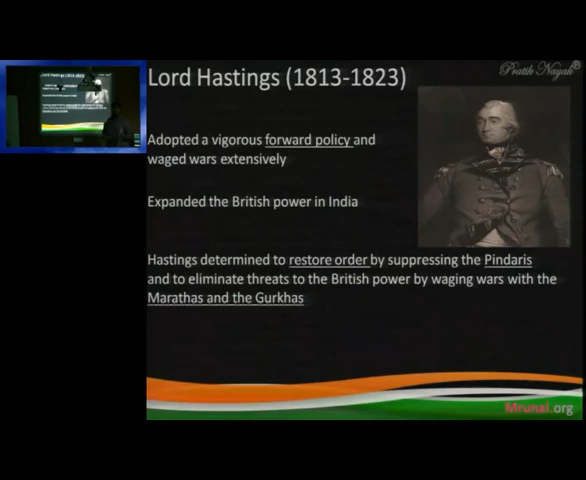 Lord Hastings (1813-1823)
Pratik Nayak
Adopted a vigorous forward policy and
waged wars extensively
Expanded the British power in India
Hastings determined to restore order by suppressing the Pindaris
and to eliminate threats to the British power by waging wars with the
Marathas and the Gurkhas
Mrunal.org